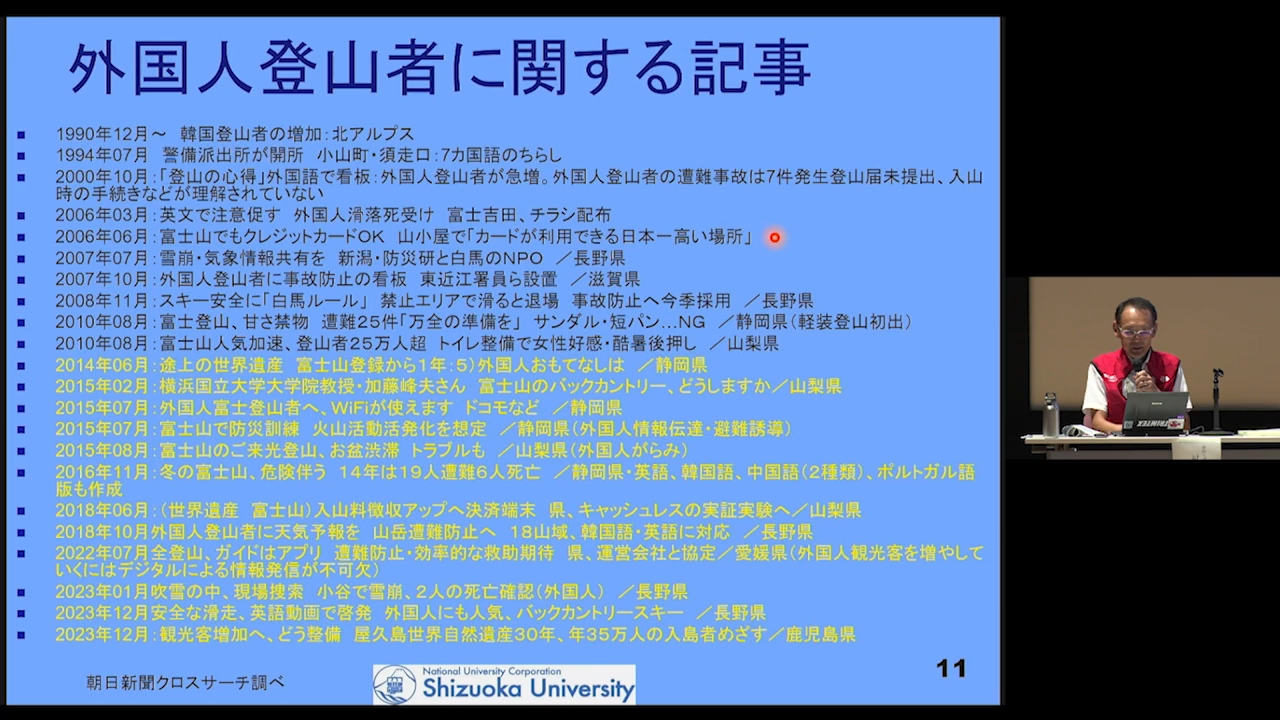 外国人登山者に関する記事
1990年12月～　韓国登山者の増加：北アルプス
1994年07月　警備派出所が開所　小山町・須走口：7カ国語のちらし
2000年10月：「登山の心得」外国語で看板：外国人登山者が急増。外国人登山者の遭難事故は7件発生登山届未提出、入山
時の手続きなどが理解されていない
2006年03月：英文で注意促す　外国人滑落死受け　富士吉田、チラシ配布
2006年06月：富士山でもクレジットカードOK　山小屋で「カードが利用できる日本一高い場所」
2007年07月：雪崩・気象情報共有を　新潟・防災研と白馬のNPO　／長野県
2007年10月：外国人登山者に事故防止の看板　東近江署員ら設置　／滋賀県
2008年11月：スキー安全に「白馬ルール」　禁止エリアで滑ると退場　事故防止へ今季採用　／長野県
2010年08月：富士登山、甘さ禁物　遭難２５件「万全の準備を」　サンダル・短パン…NG　／静岡県（軽装登山初出）
2010年08月：富士山人気加速、登山者２５万人超　トイレ整備で女性好感・酷暑後押し　／山梨県
2014年06月：途上の世界遺産　富士山登録から１年：５）外国人おもてなしは　／静岡県
2015年02月：横浜国立大学大学院教授・加藤峰夫さん　富士山のバックカントリー、どうしますか／山梨県
2015年07月：外国人富士登山者へ、WiFiが使えます　ドコモなど　／静岡県
2015年07月：富士山で防災訓練　火山活動活発化を想定　／静岡県（外国人情報伝達・避難誘導）
2015年08月：富士山のご来光登山、お盆渋滞　トラブルも　／山梨県（外国人がらみ）
2016年11月：冬の富士山、危険伴う　１４年は１９人遭難６人死亡　／静岡県・英語、韓国語、中国語（２種類）、ポルトガル語
版も作成
2018年06月：（世界遺産　富士山）入山料徴収アップへ決済端末　県、キャッシュレスの実証実験へ／山梨県
2018年10月外国人登山者に天気予報を　山岳遭難防止へ　１８山域、韓国語・英語に対応　／長野県
2022年07月全登山、ガイドはアプリ　遭難防止・効率的な救助期待　県、運営会社と協定／愛媛県（外国人観光客を増やして
いくにはデジタルによる情報発信が不可欠）
2023年01月吹雪の中、現場捜索　小谷で雪崩、２人の死亡確認（外国人）　／長野県
2023年12月安全な滑走、英語動画で啓発　外国人にも人気、バックカントリースキー　／長野県
2023年12月：観光客増加へ、どう整備　屋久島世界自然遺産３０年、年３５万人の入島者めざす／鹿児島県
朝日新聞クロスサーチ調べ
National University Corporation
Shizuoka University
11